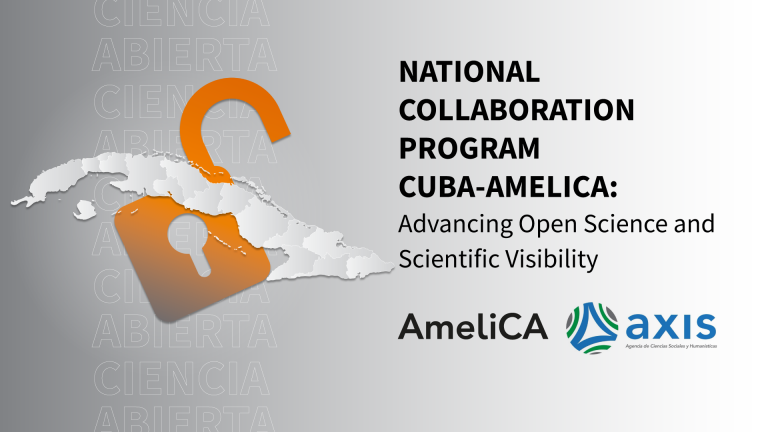 CIENCIA
ABIERTA
CIENCIA
ABIERTA
CIENCIA
ABIERTA
CIENCIA
ABIERTA
CIENCIA
ABIERTA
NATIONAL
COLLABORATION
PROGRAM
CUBA-AMELICA:
Advancing Open Science and
Scientific Visibility
AmeliCA
axis
Agencia de Ciencias Sociales y Humanísticas